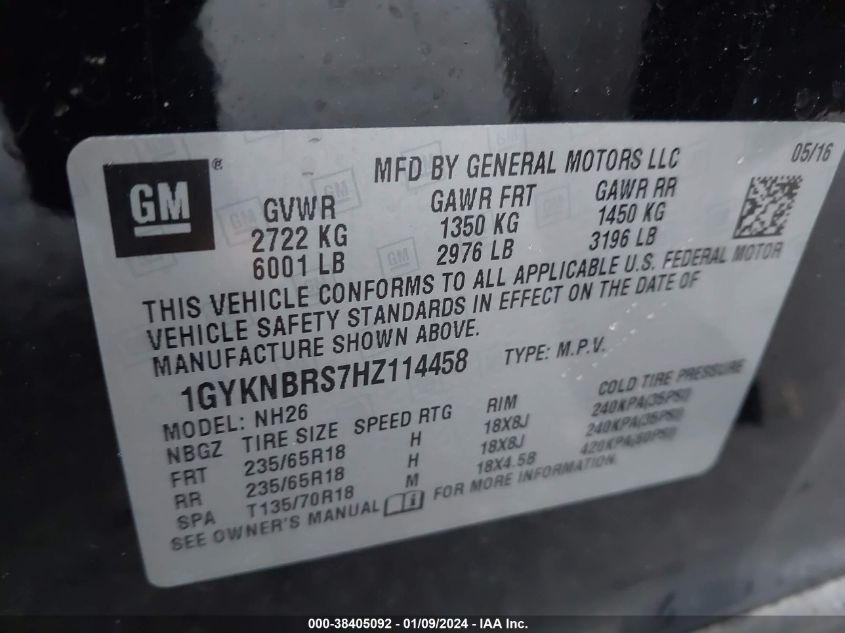 GM ®
MFD BY GENERAL MOTORS LLC
05/16
GVWR GAWR FRT GAWR RR
2722 KG 1350 KG 1450 KG
6001 LB 2976 LB 3196 LB
THIS VEHICLE CONFORMS TO ALL APPLICABLE U.S. FEDERAL MOTOR
VEHICLE SAFETY STANDARDS IN EFFECT ON THE DATE OF
MANUFACTURE SHOWN ABOVE.
1GYKNBRS7HZ114458 TYPE: M.P.V.
MODEL: NH26
NBGZ TIRE SIZE SPEED RTG RIM COLD TIRE PRESSURE
FRT 235/65R18 H 18X8J 240KPA(35PSI)
RR 235/65R18 H 18X8J 240KPA(35PSI)
SPA T135/70R18 M 18X4.5B 420KPA(60PSI)
SEE OWNER'S MANUAL FOR MORE INFORMATION.
000-38405092 | 01/09/2024 | IAA Inc.